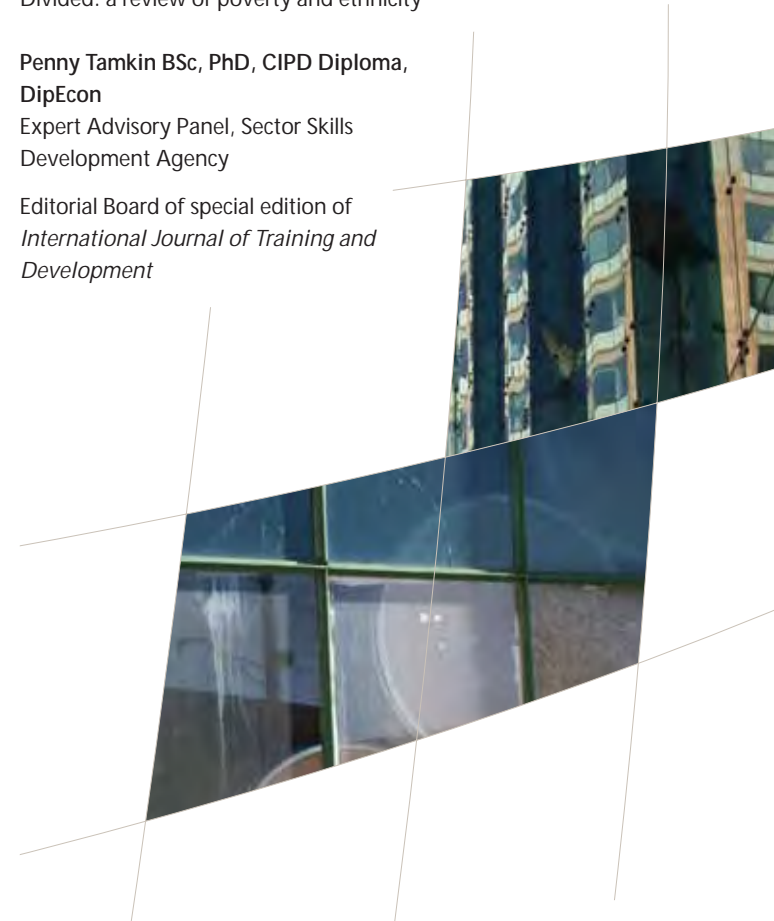 Divided: a review of poverty and ethnicity
Penny Tamkin BSc, PhD, CIPD Diploma,
DipEcon
Expert Advisory Panel, Sector Skills
Development Agency
Editorial Board of special edition of
International Journal of Training and
Development